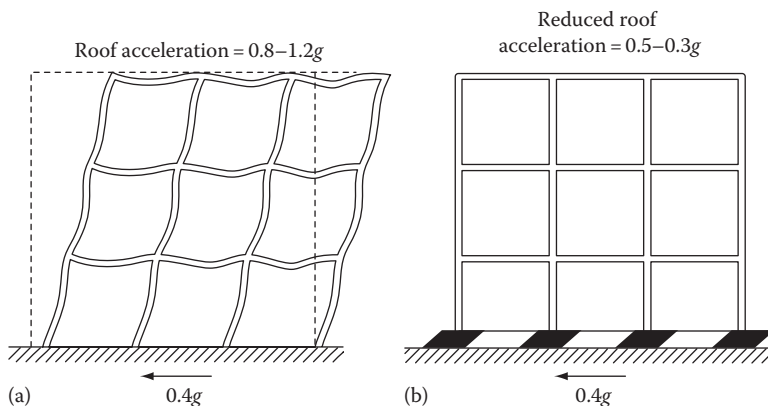 Roof acceleration = 0.8–1.2g
Reduced roof
acceleration = 0.5–0.3g
(a)
0.4g
(b)
0.4g